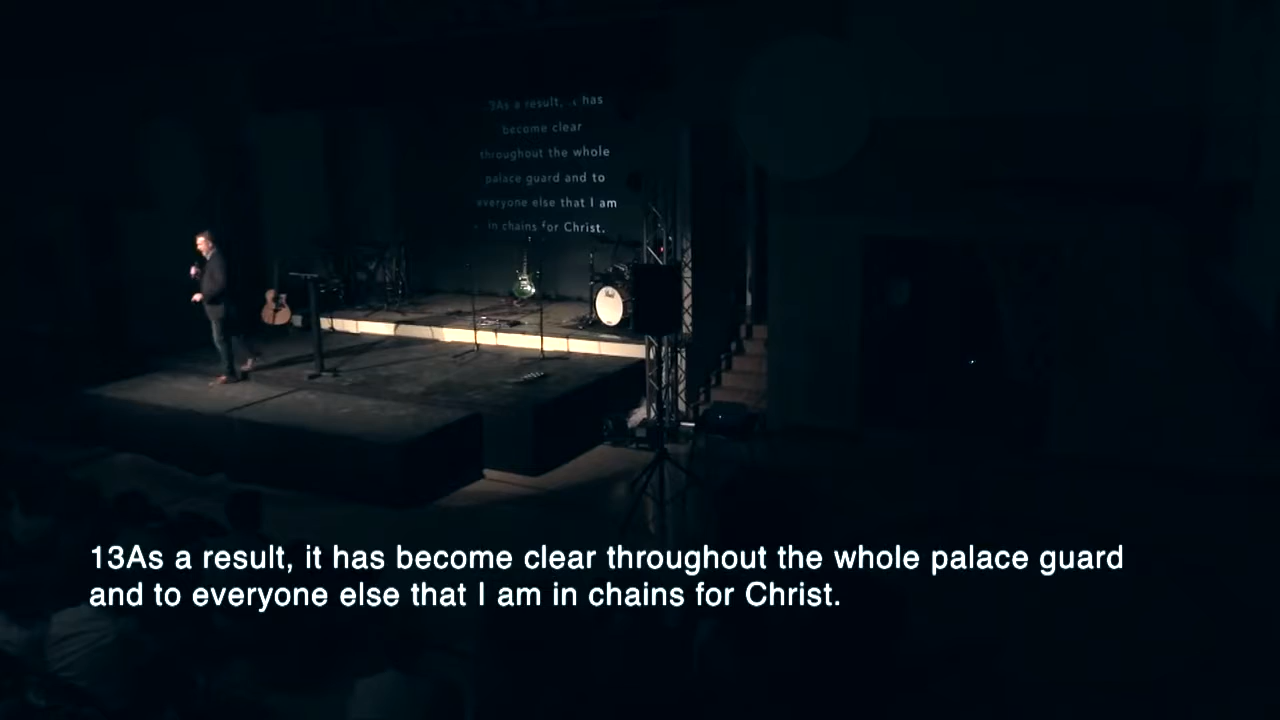 13As a result, it has
become clear
throughout the whole
palace guard and to
everyone else that I am
in chains for Christ.
13As a result, it has become clear throughout the whole palace guard
and to everyone else that I am in chains for Christ.